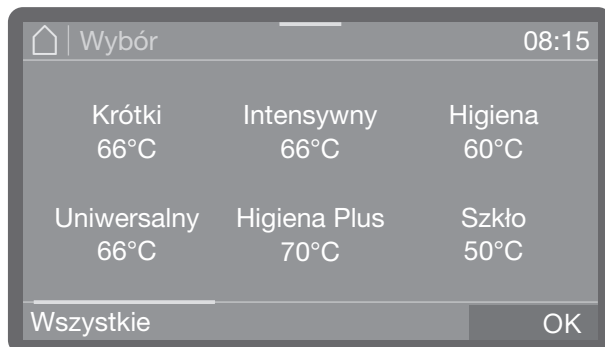 Wybór 08:15
Krótki Intensywny Higiena
66°C 66°C 60°C
Uniwersalny Higiena Plus Szkło
66°C 70°C 50°C
Wszystkie OK